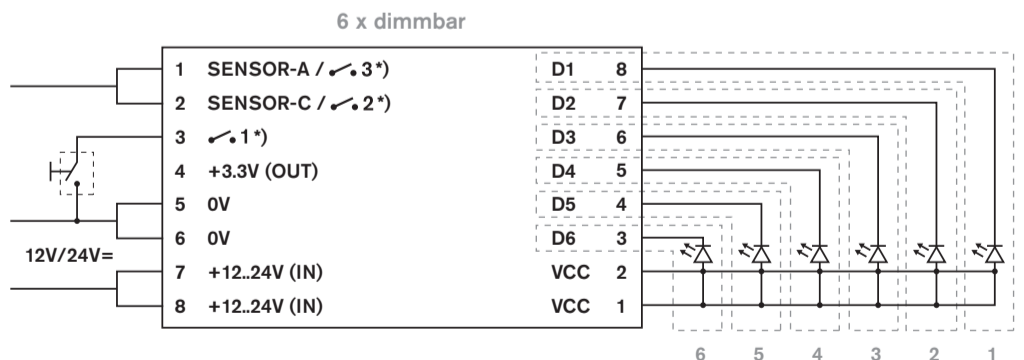 6 x dimmbar
1 SENSOR-A / 3*) D1 8
2 SENSOR-C / 2*) D2 7
3 1*) D3 6
4 +3.3V (OUT) D4 5
5 0V D5 4
6 0V D6 3
12V/24V=
7 +12..24V (IN) VCC 2
8 +12..24V (IN) VCC 1
6 5 4 3 2 1